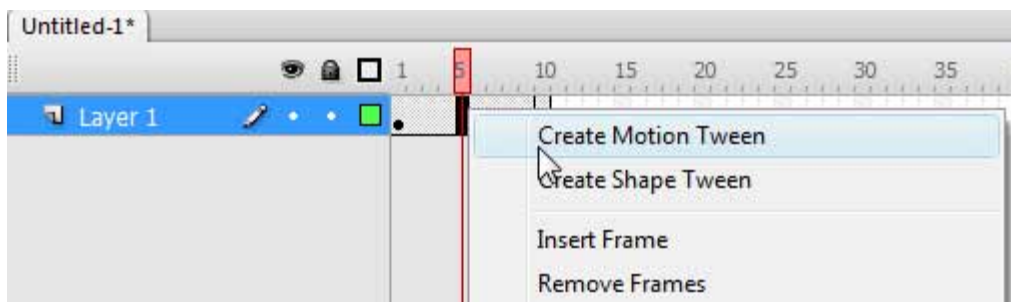 Untitled-1*
1 5 10 15 20 25 30 35
Layer 1
Create Motion Tween
Create Shape Tween
Insert Frame
Remove Frames